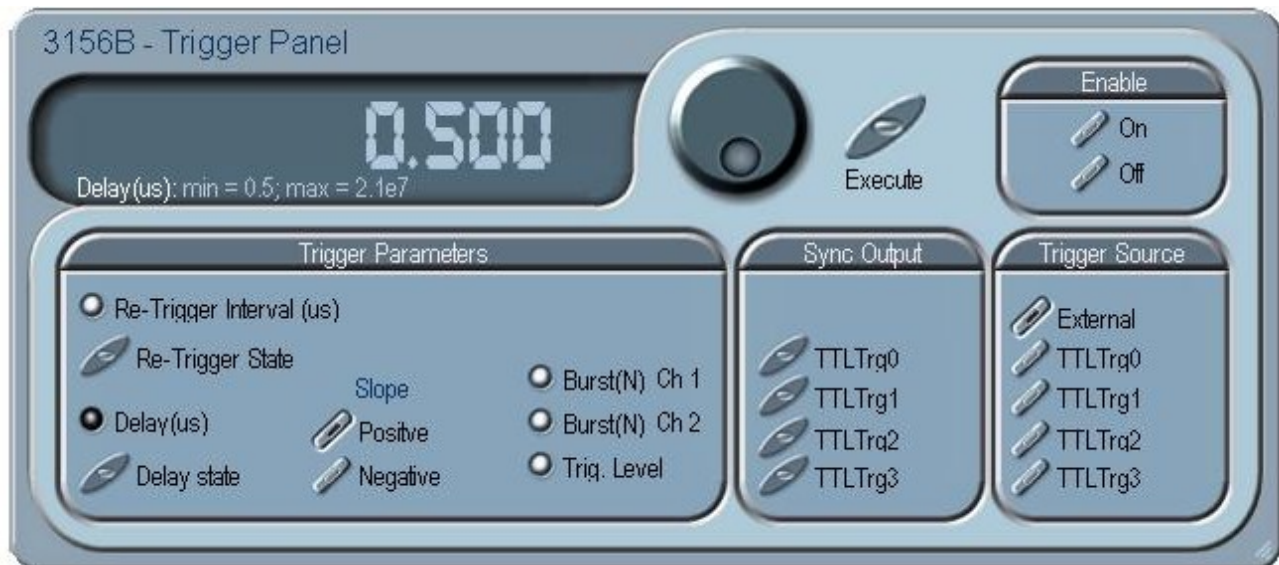 3156B - Trigger Panel
0.500
Delay(us): min = 0.5; max = 2.1e7
Execute
Enable
On
Off
Trigger Parameters
Re-Trigger Interval (us)
Re-Trigger State
Delay(us)
Delay state
Slope
Positve
Negative
Burst(N) Ch 1
Burst(N) Ch 2
Trig. Level
Sync Output
TTLTrg0
TTLTrg1
TTLTrg2
TTLTrg3
Trigger Source
External
TTLTrg0
TTLTrg1
TTLTrg2
TTLTrg3